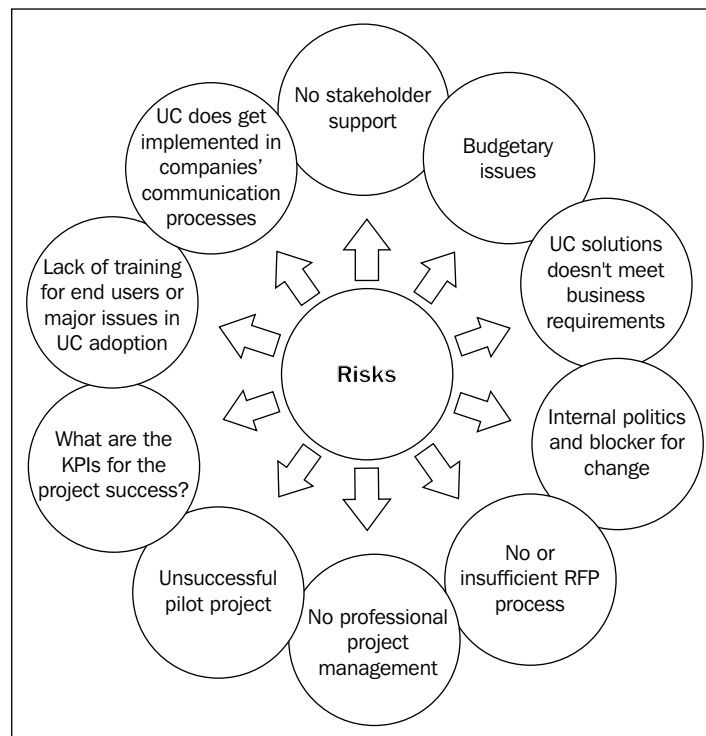 No stakeholder
support
Budgetary
issues
UC solutions
doesn't meet
business
requirements
Internal politics
and blocker for
change
No or
insufficient RFP
process
No professional
project
management
Unsuccessful
pilot project
What are the
KPIs for the
project success?
Lack of training
for end users or
major issues in
UC adoption
UC does get
implemented in
companies’
communication
processes
Risks